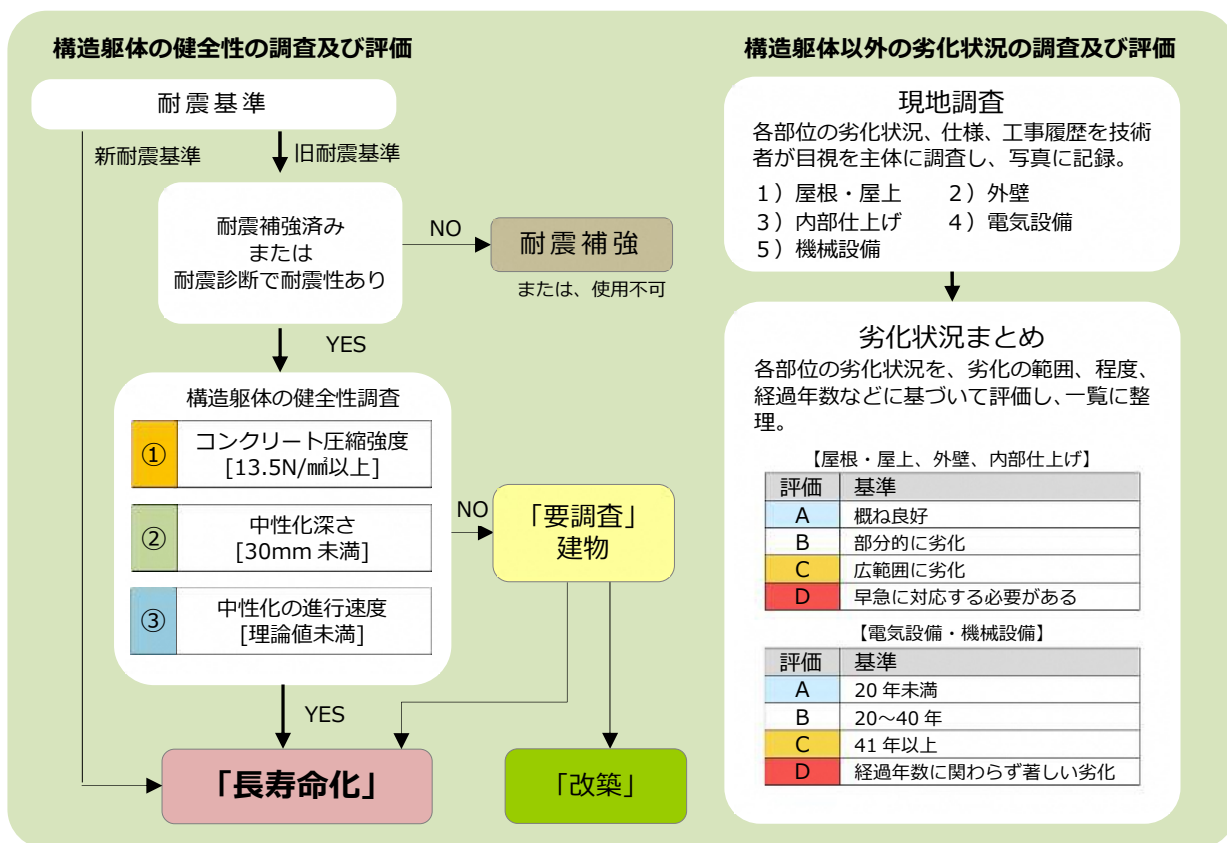 構造躯体の健全性の調査及び評価
耐震基準
新耐震基準
旧耐震基準
耐震補強済み
または
耐震診断で耐震性あり
NO
耐震補強
または、使用不可
YES
構造躯体の健全性調査
① コンクリート圧縮強度
[13.5N/㎟以上]
② 中性化深さ
[30mm 未満]
③ 中性化の進行速度
[理論値未満]
NO
「要調査」
建物
YES
「長寿命化」
「改築」
構造躯体以外の劣化状況の調査及び評価
現地調査
各部位の劣化状況、仕様、工事履歴を技術
者が目視を主体に調査し、写真に記録。
1）屋根・屋上 2）外壁
3）内部仕上げ 4）電気設備
5）機械設備
劣化状況まとめ
各部位の劣化状況を、劣化の範囲、程度、
経過年数などに基づいて評価し、一覧に整
理。
【屋根・屋上、外壁、内部仕上げ】
評価 基準
A 概ね良好
B 部分的に劣化
C 広範囲に劣化
D 早急に対応する必要がある
【電気設備・機械設備】
評価 基準
A 20 年未満
B 20～40 年
C 41 年以上
D 経過年数に関わらず著しい劣化